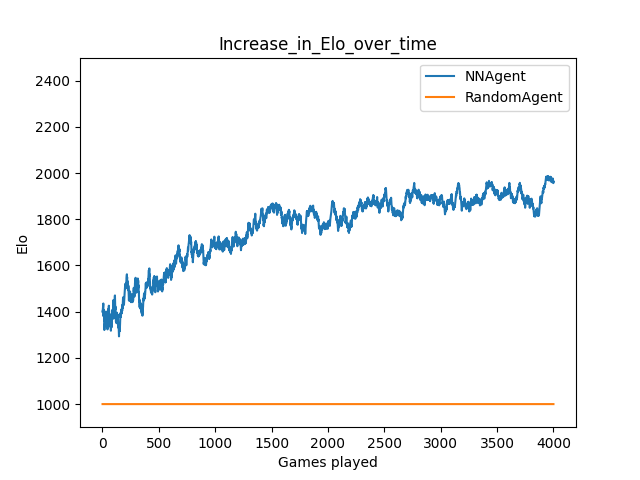 Increase_in_Elo_over_time
NNAgent
RandomAgent
2400
2200
2000
1800
1600
1400
1200
1000
Elo
0 500 1000 1500 2000 2500 3000 3500 4000
Games played